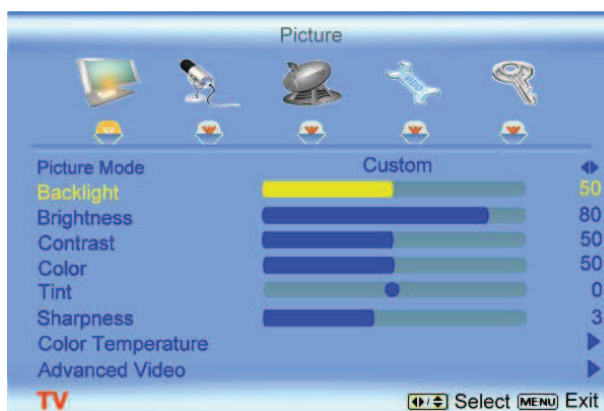 Picture
VIZIO
Picture Mode Custom
Backlight 50
Brightness 80
Contrast 50
Color 50
Tint 0
Sharpness 3
Color Temperature
Advanced Video
TV Select MENU Exit